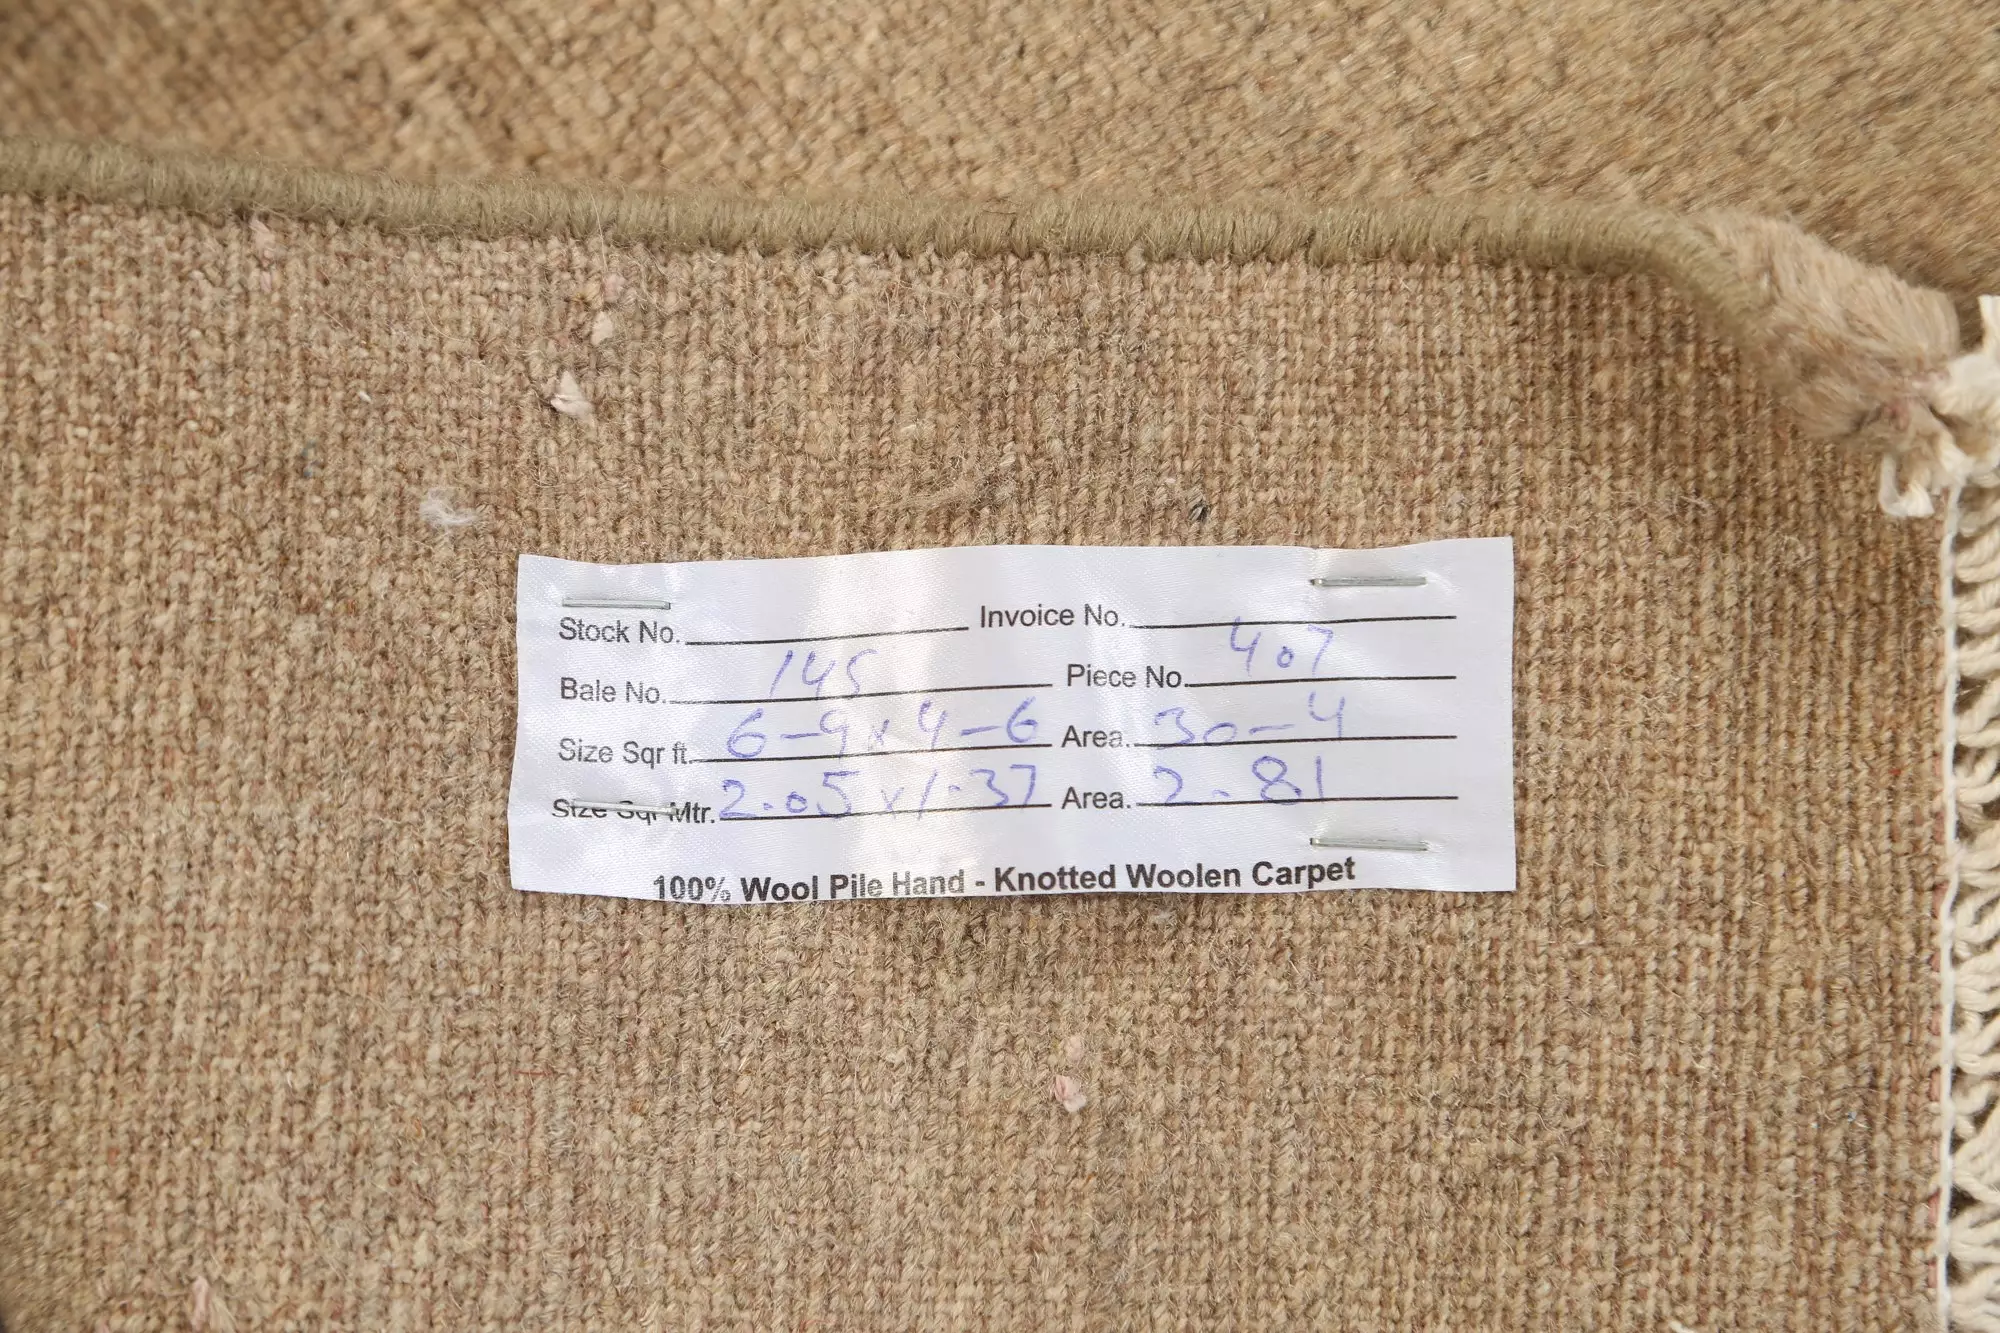 Stock No. Invoice No.
Bale No. 145 Piece No. 407
Size Sqr ft. 6-9 x 4-6 Area. 30-4
Size Sqr Mtr. 2.05 x 1.37 Area. 2.81
100% Wool Pile Hand - Knotted Woolen Carpet